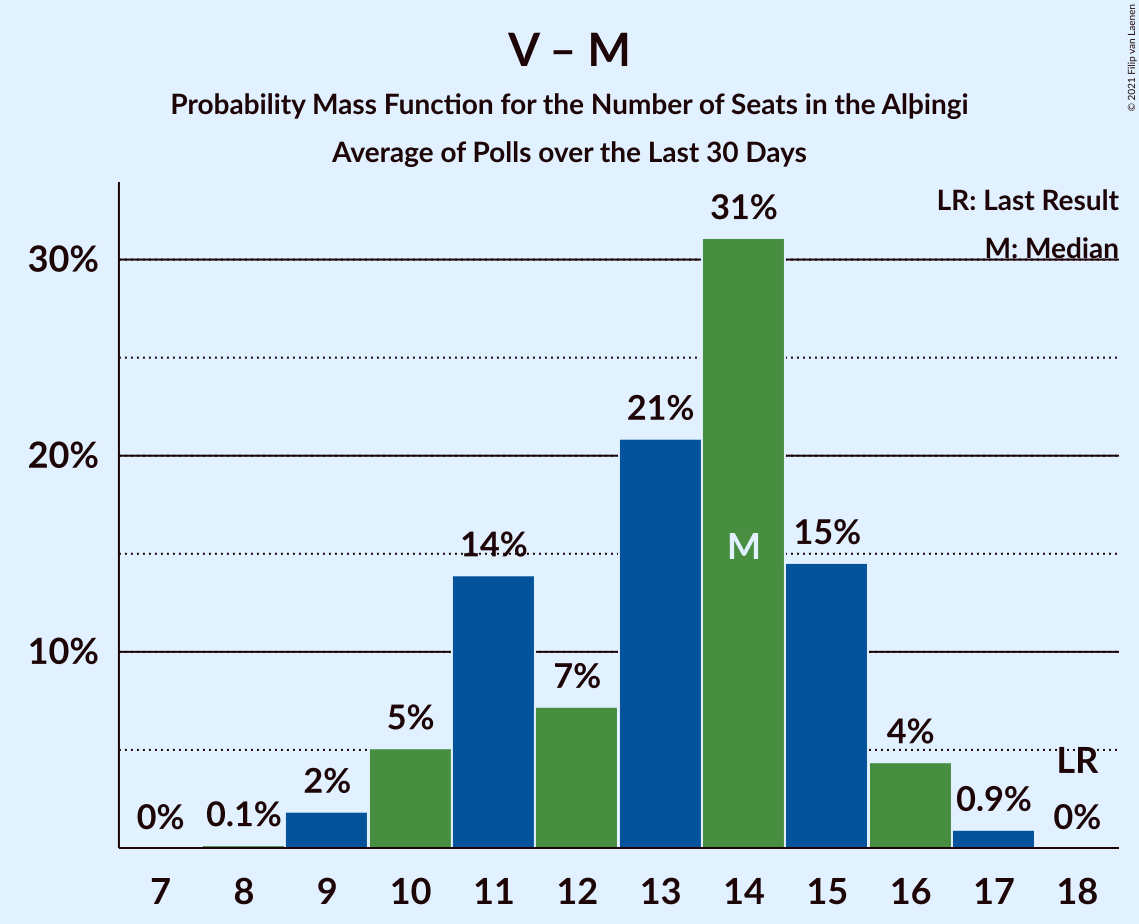 V – M
Probability Mass Function for the Number of Seats in the Alþingi
Average of Polls over the Last 30 Days
© 2021 Filip van Laenen
LR: Last Result
M: Median
30%
20%
10%
0%
0.1%
2%
5%
14%
7%
21%
31%
M
15%
4%
0.9%
LR
0%
7 8 9 10 11 12 13 14 15 16 17 18